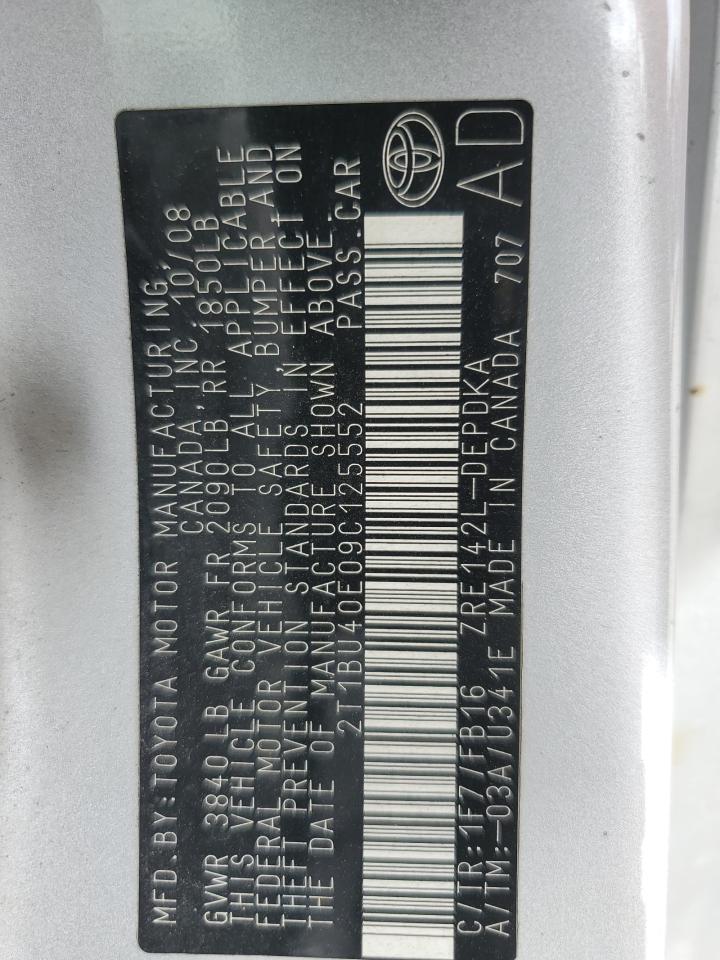 MFD.BY:TOYOTA MOTOR MANUFACTURING,
CANADA,INC. 10/08
GVWR 3840LB GAWR FR 2090LB,RR 1850LB
THIS VEHICLE CONFORMS TO ALL APPLICABLE
FEDERAL MOTOR VEHICLE SAFETY, BUMPER,AND
THEFT PREVENTION STANDARDS IN EFFECT ON
THE DATE OF MANUFACTURE SHOWN ABOVE.
2T1BU40E09C125552 PASS.CAR
C/TR:1F7/FB16 ZRE142L-DEPDKA
A/TM:-03A/U341E MADE IN CANADA 707 AD